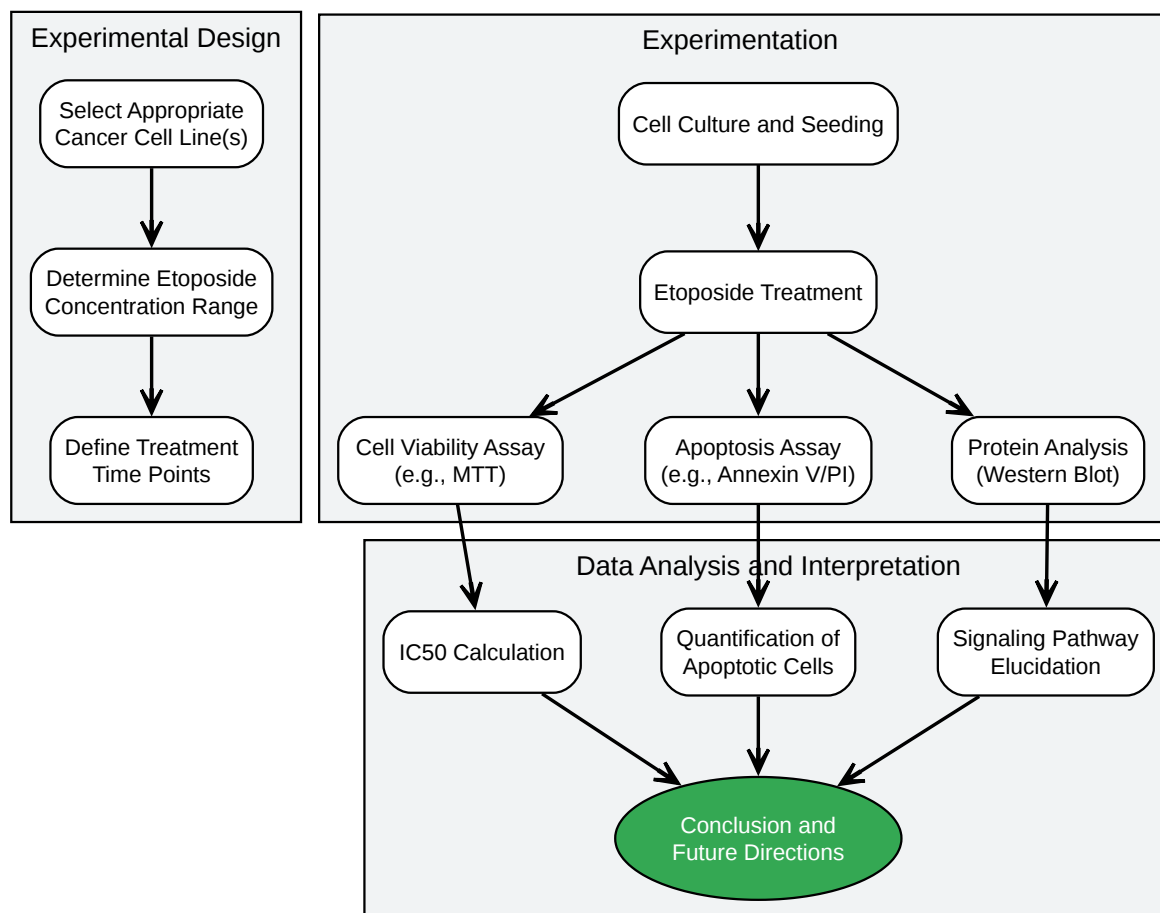 Experimental Design
Select Appropriate
Cancer Cell Line(s)
Determine Etoposide
Concentration Range
Define Treatment
Time Points
Experimentation
Cell Culture and Seeding
Etoposide Treatment
Cell Viability Assay
(e.g., MTT)
Apoptosis Assay
(e.g., Annexin V/PI)
Protein Analysis
(Western Blot)
Data Analysis and Interpretation
IC50 Calculation
Quantification of
Apoptotic Cells
Signaling Pathway
Elucidation
Conclusion and
Future Directions